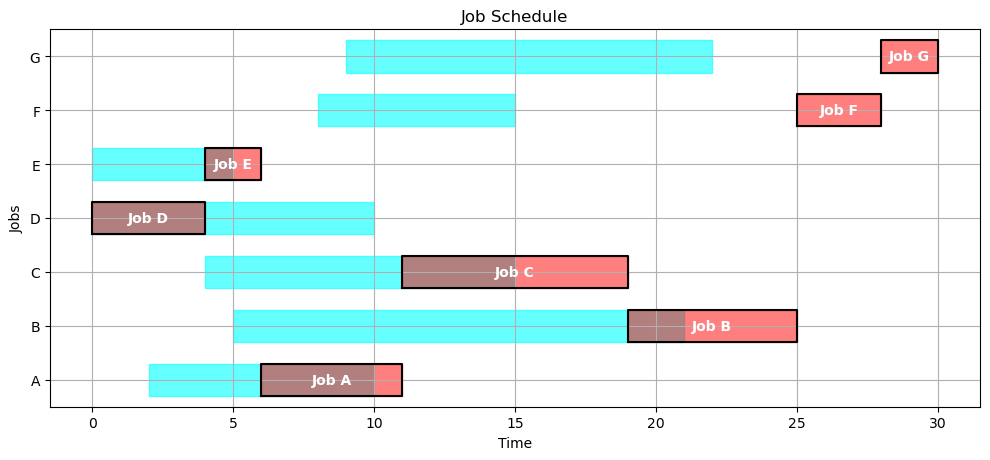 Job Schedule
G
Job G
F
Job F
E
Job E
D
Job D
C
Job C
B
Job B
A
Job A
Jobs
0 5 10 15 20 25 30
Time